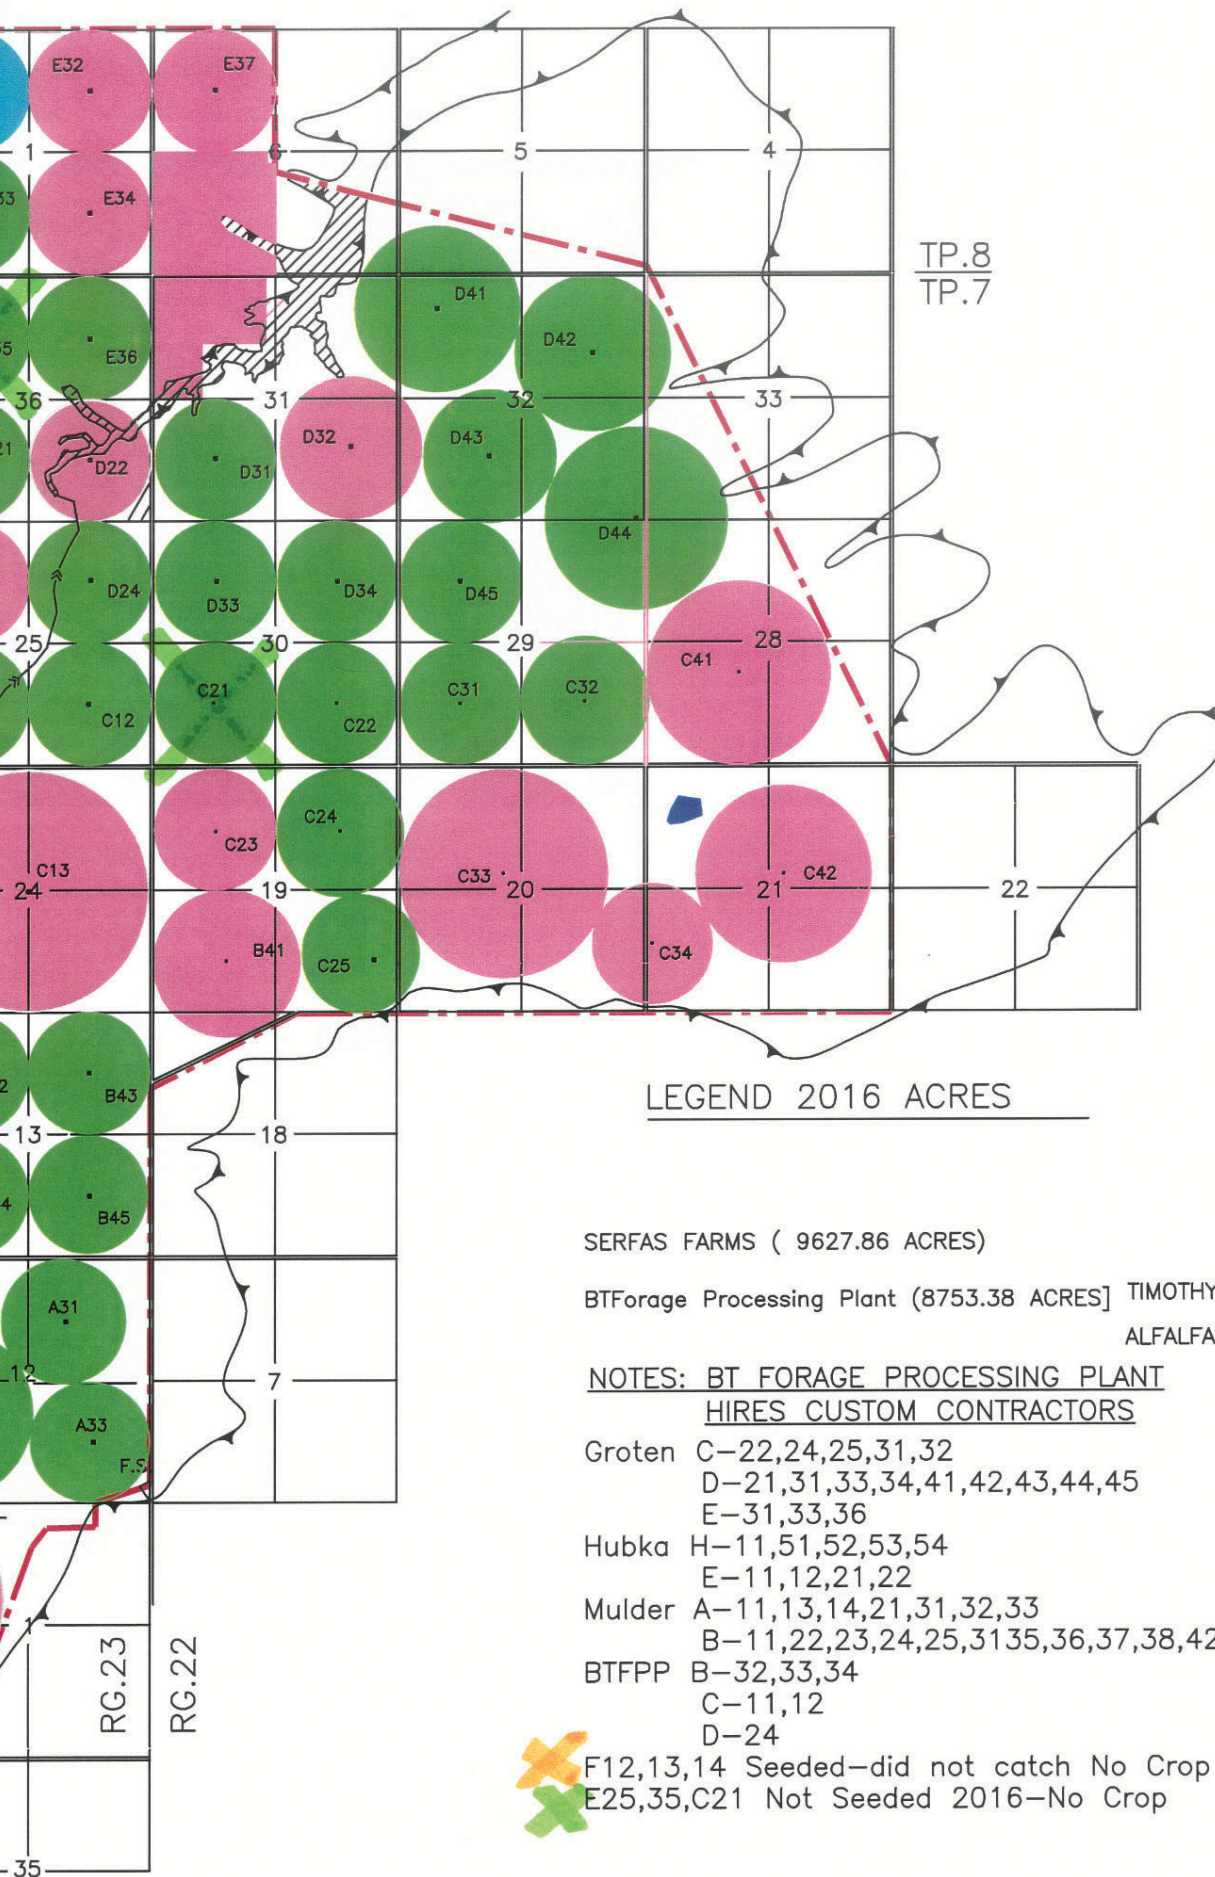 E32
E37
1
6
5
4
33
E34
TP.8
TP.7
D41
D42
35
E36
36
31
32
33
21
D22
D31
D32
D43
D44
D24
D33
D34
D45
25
30
29
28
C41
C21
C31
C32
C12
C22
C24
C23
C13
C33
C42
24
19
20
21
22
B41
C25
C34
2
B43
LEGEND 2016 ACRES
13
18
4
B45
SERFAS FARMS ( 9627.86 ACRES)
BTForage Processing Plant (8753.38 ACRES] TIMOTHY
ALFALFA
A31
12
7
NOTES: BT FORAGE PROCESSING PLANT
HIRES CUSTOM CONTRACTORS
A33
F.S
Groten C-22,24,25,31,32
D-21,31,33,34,41,42,43,44,45
E-31,33,36
Hubka H-11,51,52,53,54
E-11,12,21,22
Mulder A-11,13,14,21,31,32,33
1
B-11,22,23,24,25,3135,36,37,38,42
RG.23
RG.22
BTFPP B-32,33,34
C-11,12
D-24
F12,13,14 Seeded-did not catch No Crop
E25,35,C21 Not Seeded 2016-No Crop
35